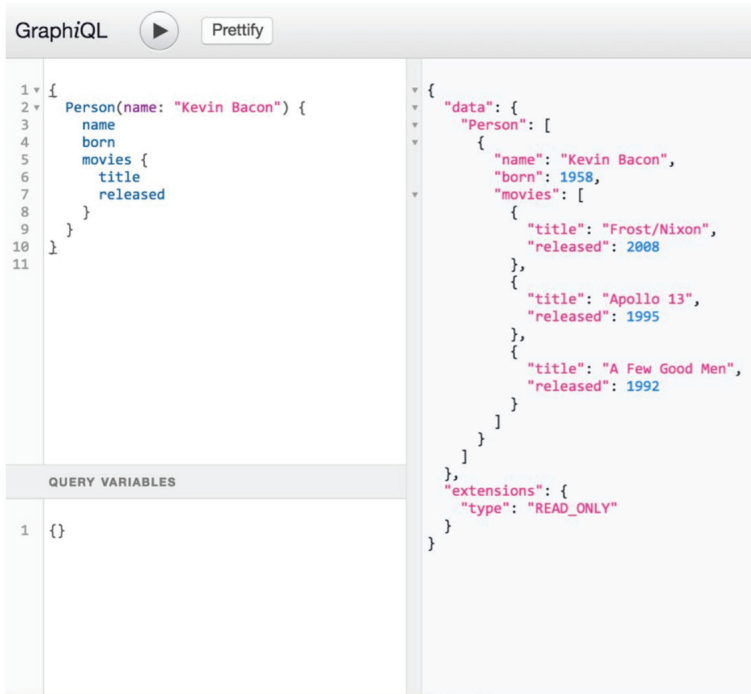 GraphiQL
Prettify
1 {
2 Person(name: "Kevin Bacon") {
3 name
4 born
5 movies {
6 title
7 released
8 }
9 }
10 }
11
QUERY VARIABLES
1 {}
{
"data": {
"Person": [
{
"name": "Kevin Bacon",
"born": 1958,
"movies": [
{
"title": "Frost/Nixon",
"released": 2008
},
{
"title": "Apollo 13",
"released": 1995
},
{
"title": "A Few Good Men",
"released": 1992
}
]
}
]
},
"extensions": {
"type": "READ_ONLY"
}
}